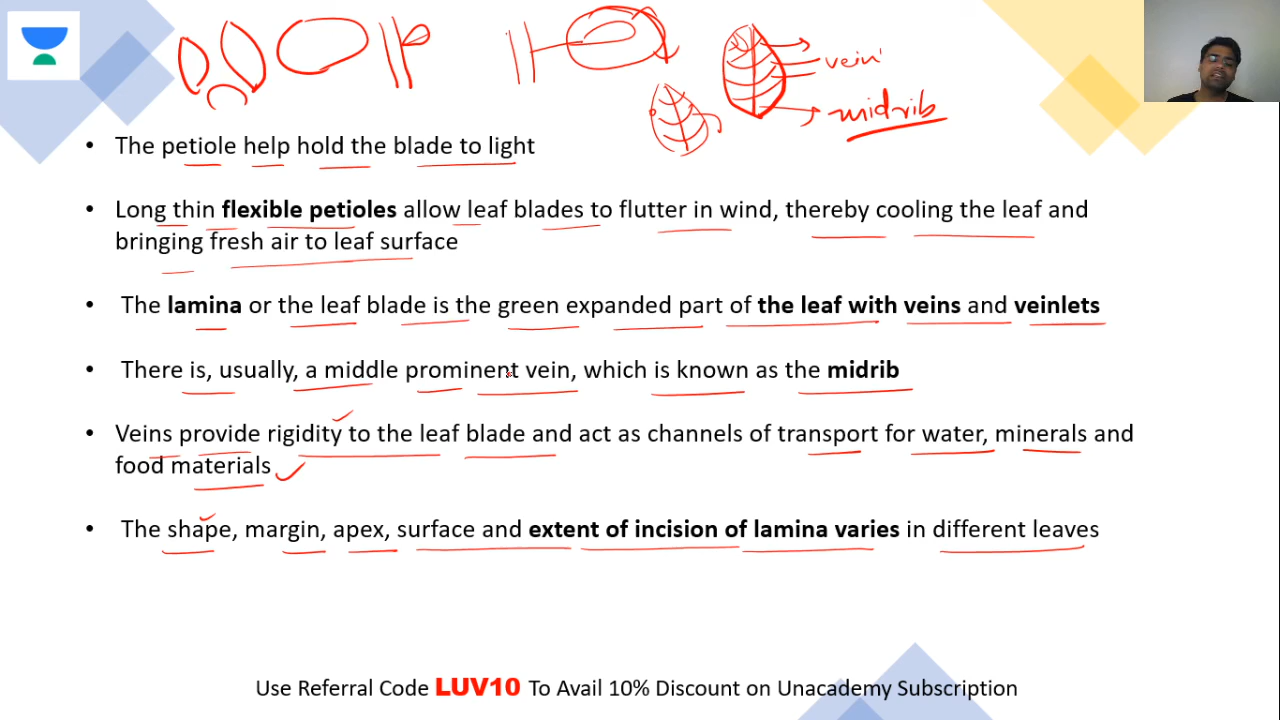 vein
midrib
• The petiole help hold the blade to light
• Long thin flexible petioles allow leaf blades to flutter in wind, thereby cooling the leaf and
bringing fresh air to leaf surface
• The lamina or the leaf blade is the green expanded part of the leaf with veins and veinlets
• There is, usually, a middle prominent vein, which is known as the midrib
• Veins provide rigidity to the leaf blade and act as channels of transport for water, minerals and
food materials
• The shape, margin, apex, surface and extent of incision of lamina varies in different leaves
Use Referral Code LUV10 To Avail 10% Discount on Unacademy Subscription